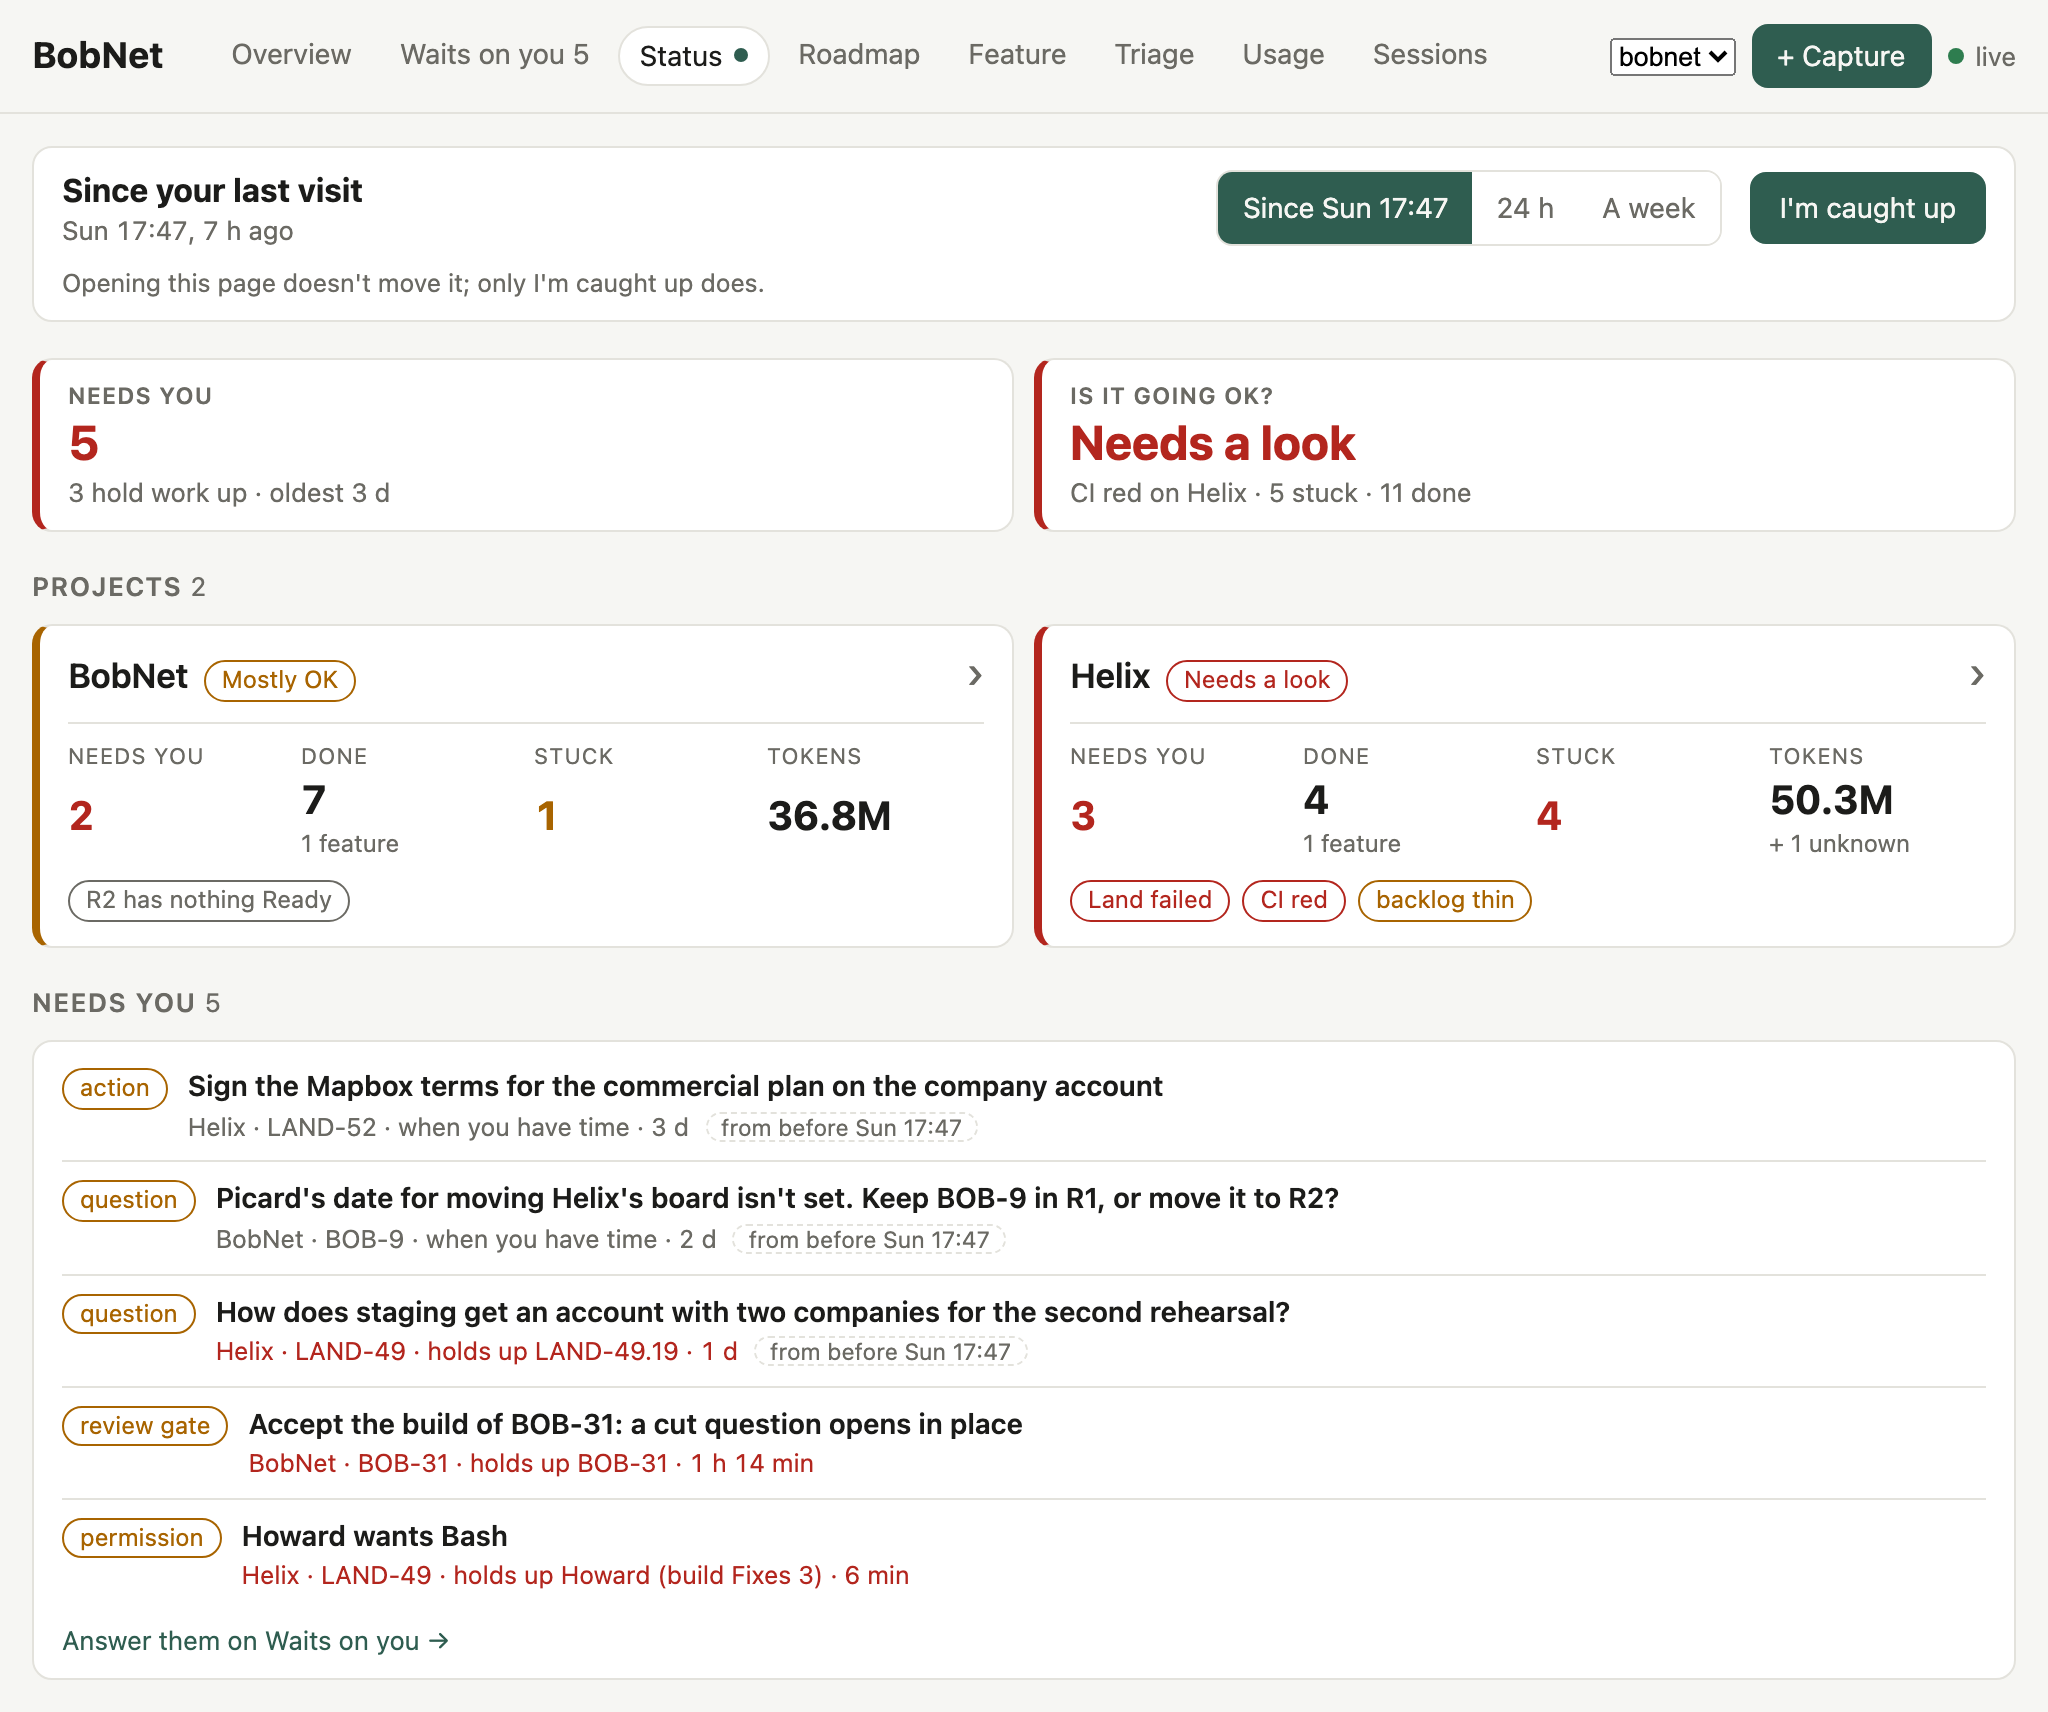 BobNet Overview Waits on you 5 Status Roadmap Feature Triage Usage Sessions bobnet + Capture live
Since your last visit
Sun 17:47, 7 h ago
Since Sun 17:47 24 h A week I'm caught up
Opening this page doesn't move it; only I'm caught up does.
NEEDS YOU
5
3 hold work up · oldest 3 d
IS IT GOING OK?
Needs a look
CI red on Helix · 5 stuck · 11 done
PROJECTS 2
BobNet Mostly OK ›
NEEDS YOU DONE STUCK TOKENS
2 7 1 36.8M
1 feature
R2 has nothing Ready
Helix Needs a look ›
NEEDS YOU DONE STUCK TOKENS
3 4 4 50.3M
1 feature + 1 unknown
Land failed CI red backlog thin
NEEDS YOU 5
action Sign the Mapbox terms for the commercial plan on the company account
Helix · LAND-52 · when you have time · 3 d from before Sun 17:47
question Picard's date for moving Helix's board isn't set. Keep BOB-9 in R1, or move it to R2?
BobNet · BOB-9 · when you have time · 2 d from before Sun 17:47
question How does staging get an account with two companies for the second rehearsal?
Helix · LAND-49 · holds up LAND-49.19 · 1 d from before Sun 17:47
review gate Accept the build of BOB-31: a cut question opens in place
BobNet · BOB-31 · holds up BOB-31 · 1 h 14 min
permission Howard wants Bash
Helix · LAND-49 · holds up Howard (build Fixes 3) · 6 min
Answer them on Waits on you →